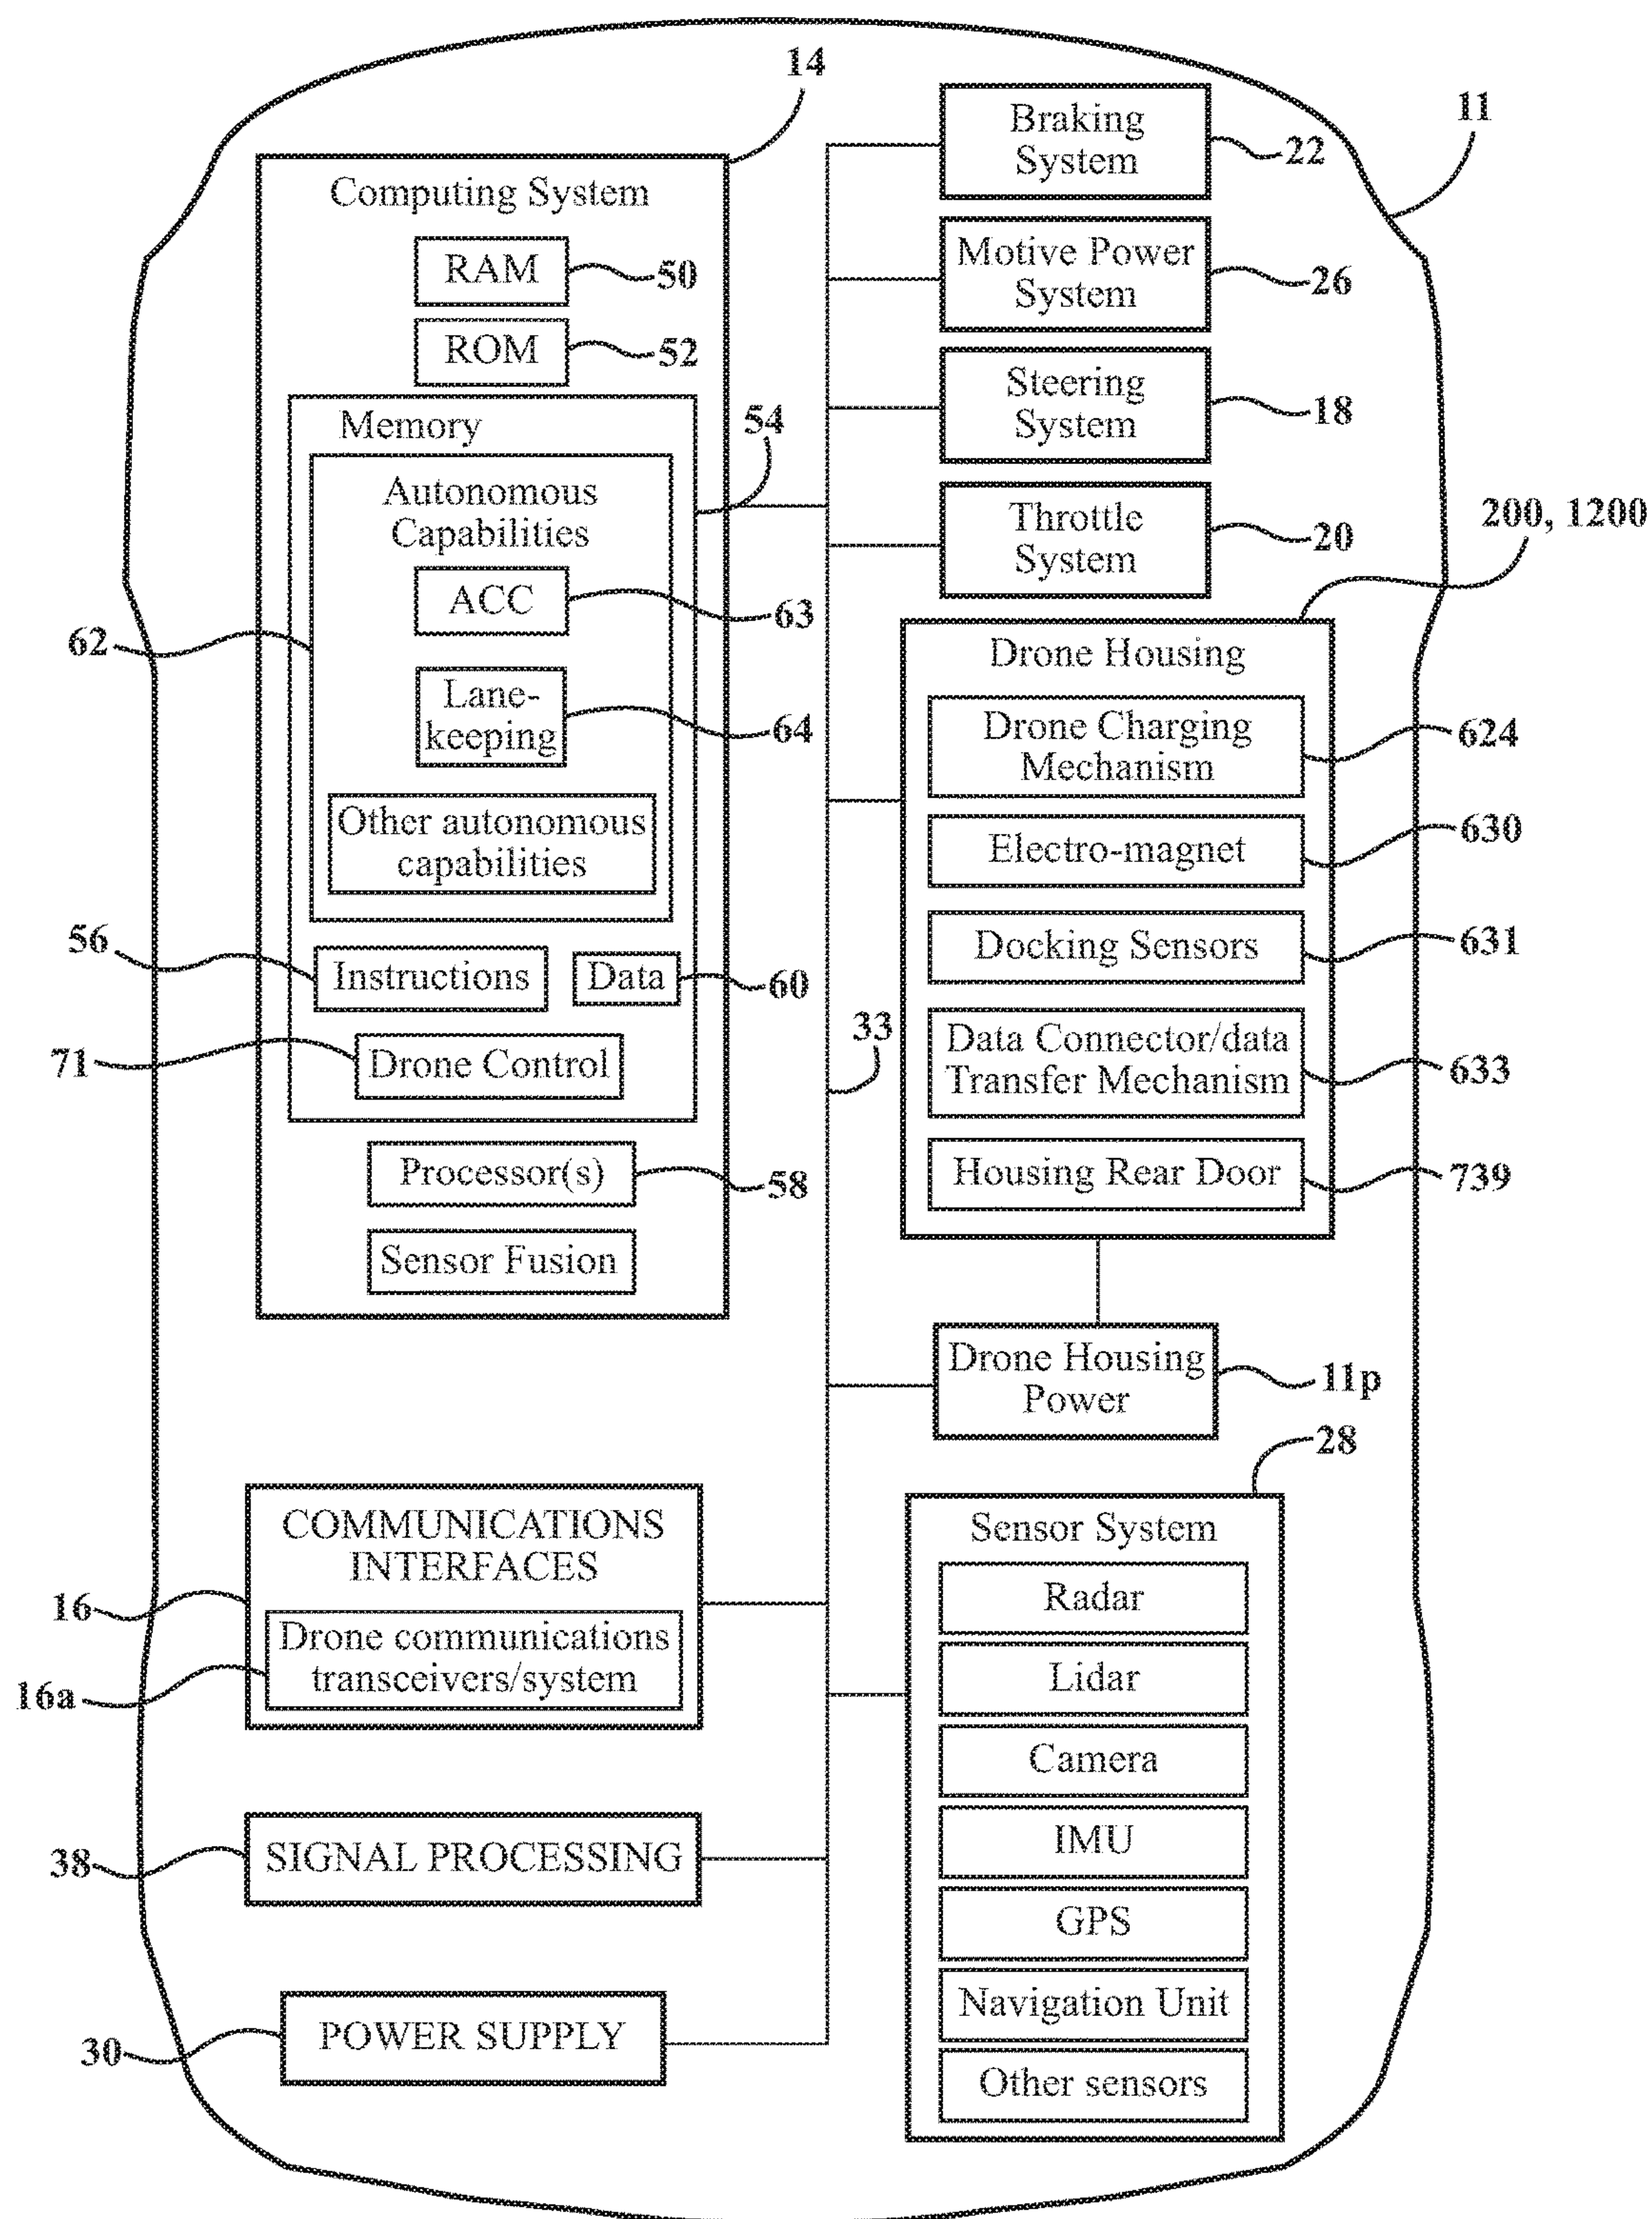 14
11
Computing System
RAM
50
ROM
52
Memory
54
Autonomous
Capabilities
ACC
63
62
Lane-
keeping
64
Other autonomous
capabilities
56
Instructions
Data
60
71
Drone Control
Processor(s)
58
Sensor Fusion
33
Braking
System
22
Motive Power
System
26
Steering
System
18
Throttle
System
20
200, 1200
Drone Housing
Drone Charging
Mechanism
624
Electro-magnet
630
Docking Sensors
631
Data Connector/data
Transfer Mechanism
633
Housing Rear Door
739
Drone Housing
Power
11p
COMMUNICATIONS
INTERFACES
16
Drone communications
transceivers/system
16a
SIGNAL PROCESSING
38
POWER SUPPLY
30
28
Sensor System
Radar
Lidar
Camera
IMU
GPS
Navigation Unit
Other sensors